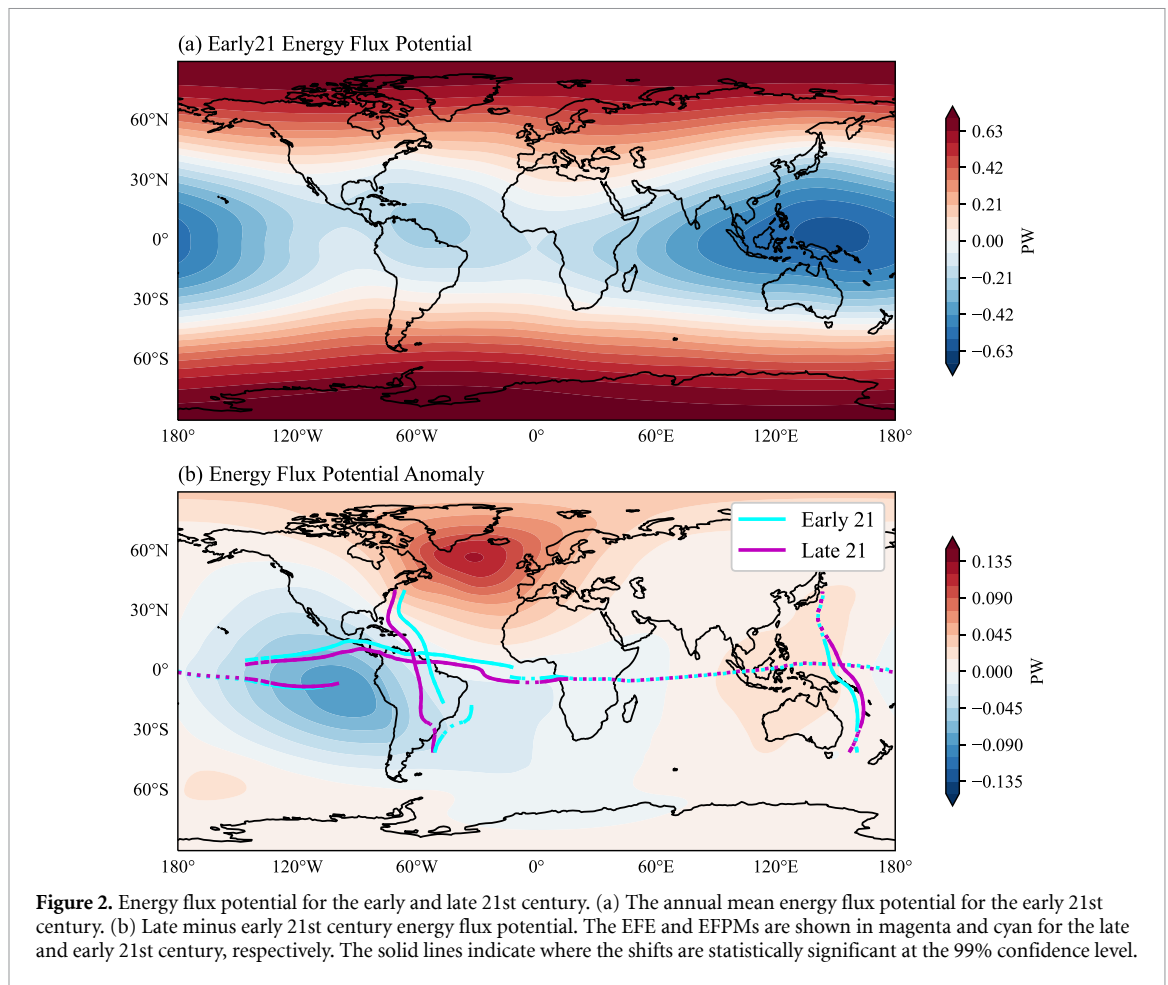 (a) Early21 Energy Flux Potential
60°N
30°N
0°
30°S
60°S
180°
120°W
60°W
0°
60°E
120°E
180°
0.63
0.42
0.21
0.00
−0.21
−0.42
−0.63
PW
(b) Energy Flux Potential Anomaly
Early 21
Late 21
60°N
30°N
0°
30°S
60°S
180°
120°W
60°W
0°
60°E
120°E
180°
0.135
0.090
0.045
0.000
−0.045
−0.090
−0.135
PW
Figure 2. Energy flux potential for the early and late 21st century. (a) The annual mean energy flux potential for the early 21st
century. (b) Late minus early 21st century energy flux potential. The EFE and EFPMs are shown in magenta and cyan for the late
and early 21st century, respectively. The solid lines indicate where the shifts are statistically significant at the 99% confidence level.